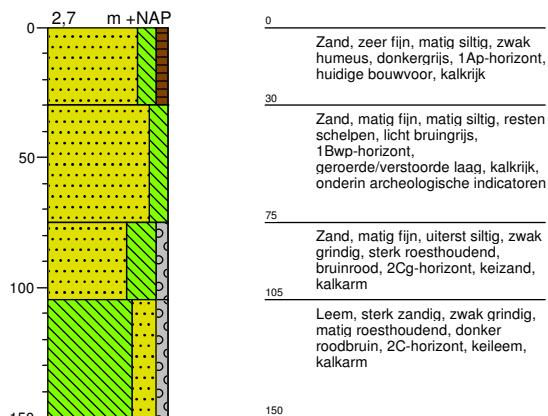 2,7 m +NAP
0
50
100
150
0
Zand, zeer fijn, matig siltig, zwak
humeus, donkergrijs, 1Ap-horizont,
huidige bouwvoor, kalkrijk
30
Zand, matig fijn, matig siltig, resten
schelpen, licht bruingrijs,
1Bwp-horizont,
geroerde/verstoorde laag, kalkrijk,
onderin archeologische indicatoren
75
Zand, matig fijn, uiterst siltig, zwak
grindig, sterk roesthoudend,
bruinrood, 2Cg-horizont, keizand,
kalkarm
105
Leem, sterk zandig, zwak grindig,
matig roesthoudend, donker
roodbruin, 2C-horizont, keileem,
kalkarm
150